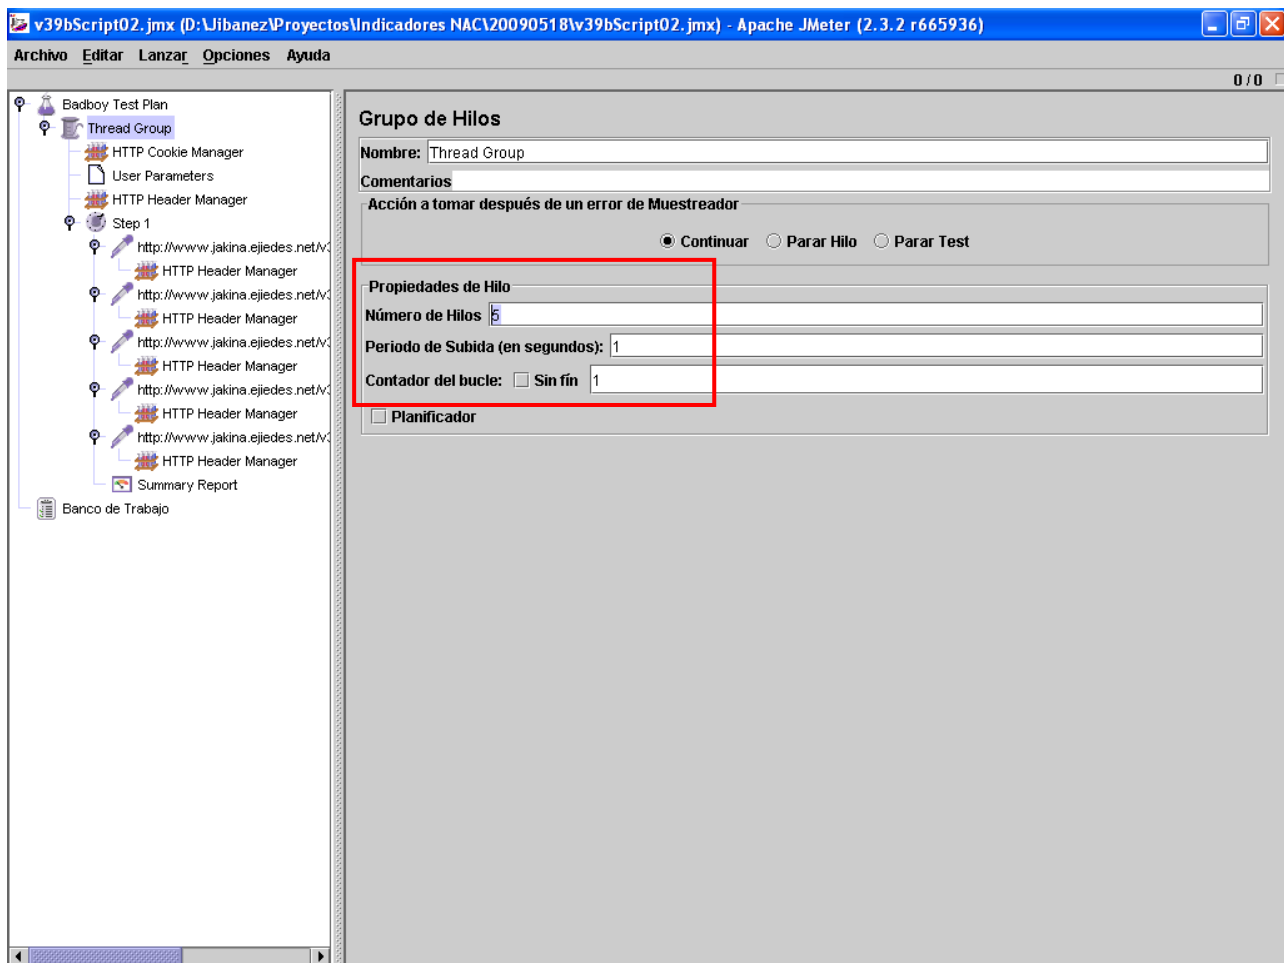 v39bScript02.jmx (D:\Jibanez\Proyectos\Indicadores NAC\20090518\v39bScript02.jmx) - Apache JMeter (2.3.2 r665936)
Archivo Editar Lanzar Opciones Ayuda
0 / 0
Badboy Test Plan
Thread Group
HTTP Cookie Manager
User Parameters
HTTP Header Manager
Step 1
http://www.jakina.ejiedes.net/v3
HTTP Header Manager
http://www.jakina.ejiedes.net/v3
HTTP Header Manager
http://www.jakina.ejiedes.net/v3
HTTP Header Manager
http://www.jakina.ejiedes.net/v3
HTTP Header Manager
http://www.jakina.ejiedes.net/v3
HTTP Header Manager
Summary Report
Banco de Trabajo
Grupo de Hilos
Nombre: Thread Group
Comentarios
Acción a tomar después de un error de Muestreador
Continuar Parar Hilo Parar Test
Propiedades de Hilo
Número de Hilos 5
Periodo de Subida (en segundos): 1
Contador del bucle: Sin fín 1
Planificador